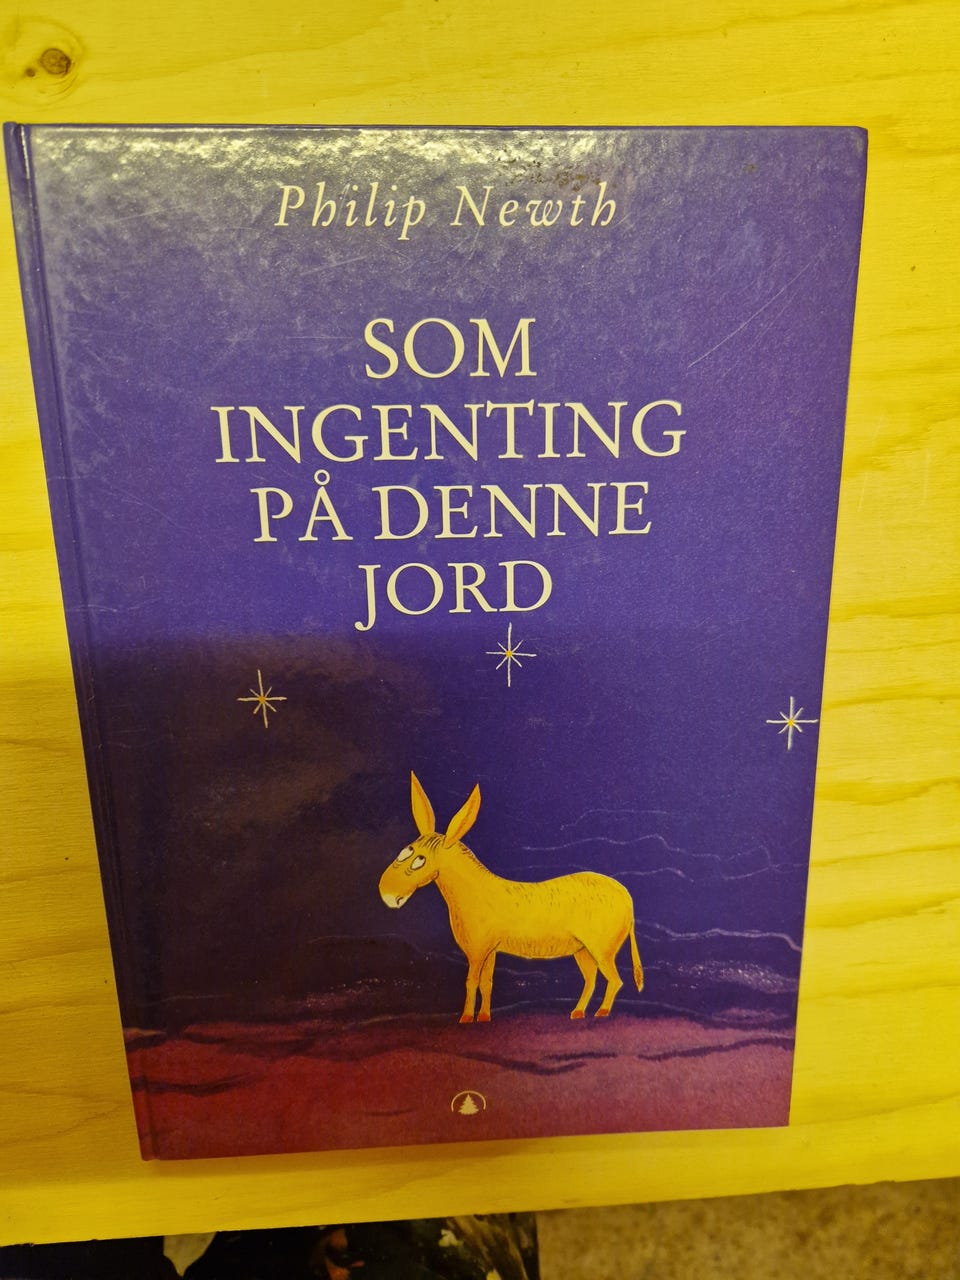 Philip Newth
SOM
INGENTING
PÅ DENNE
JORD